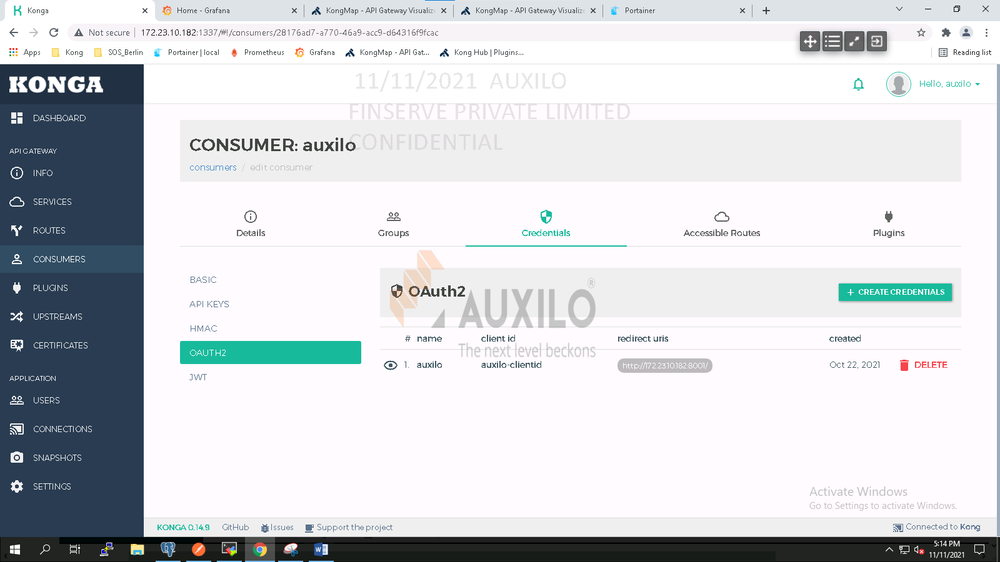 Konga
Home - Grafana
KongMap - API Gateway Visualize
KongMap - API Gateway Visualize
Portainer
Not secure
172.23.10.182:1337/#!/consumers/28176ad7-a770-46a9-acc9-d64316f9fcac
Apps
Kong
SOS_Berlin
Portainer | local
Prometheus
Grafana
KongMap - API Gat...
Kong Hub | Plugins...
Reading list
KONGA
11/11/2021 AUXILO
FINSERVE PRIVATE LIMITED
CONFIDENTIAL
Hello, auxilo
DASHBOARD
API GATEWAY
INFO
SERVICES
ROUTES
CONSUMERS
PLUGINS
UPSTREAMS
CERTIFICATES
APPLICATION
USERS
CONNECTIONS
SNAPSHOTS
SETTINGS
CONSUMER: auxilo
consumers / edit consumer
Details
Groups
Credentials
Accessible Routes
Plugins
BASIC
API KEYS
HMAC
OAUTH2
JWT
OAuth2
+ CREATE CREDENTIALS
AUXILO®
The next level beckons
# name client id redirect uris created
1. auxilo auxilo-clientid http://172.23.10.182:8001/ Oct 22, 2021 DELETE
Activate Windows
Go to Settings to activate Windows.
KONGA 0.14.9 GitHub Issues Support the project
Connected to Kong
5:14 PM
11/11/2021